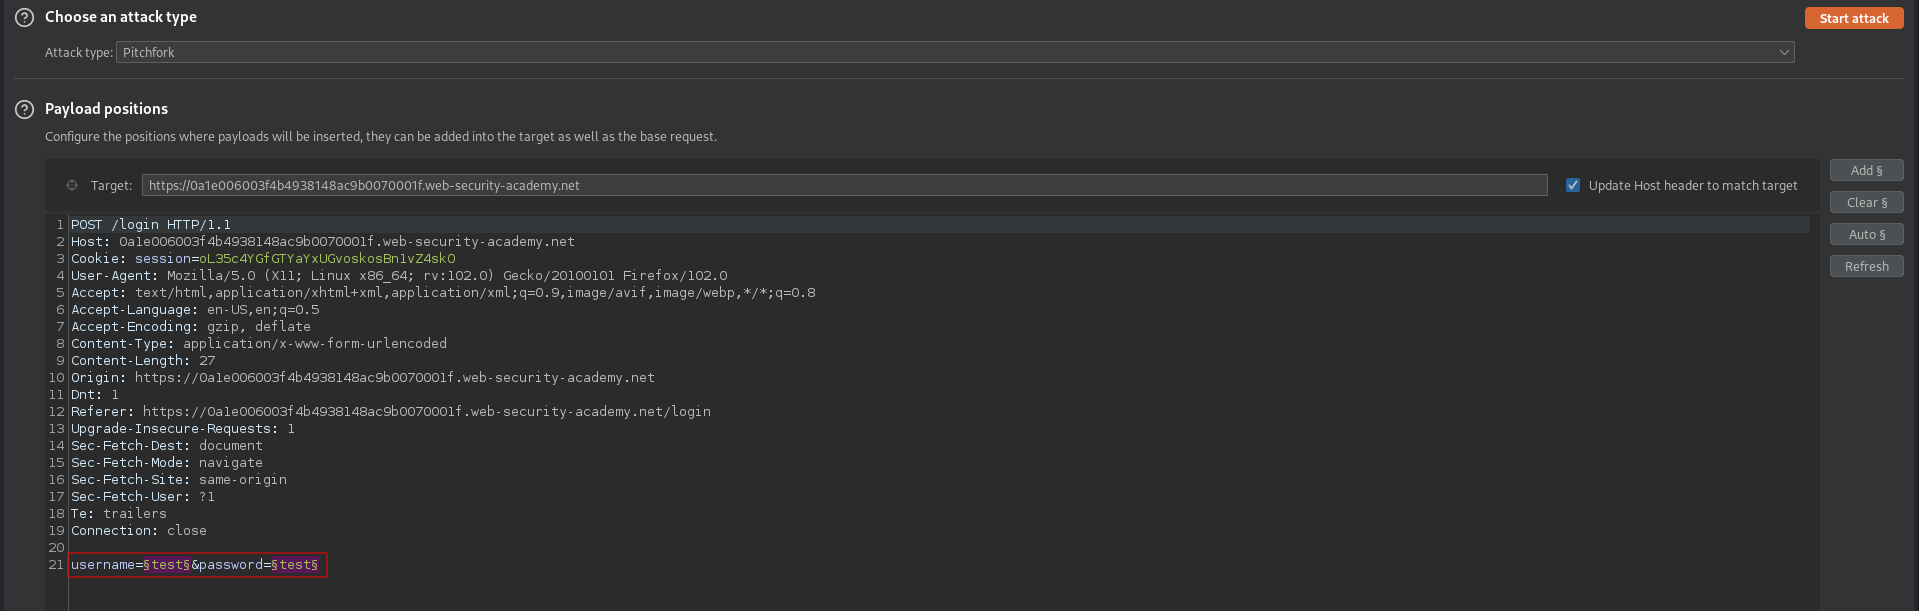 Choose an attack type
Start attack
Attack type: Pitchfork
Payload positions
Configure the positions where payloads will be inserted, they can be added into the target as well as the base request.
Target: https://0a1e006003f4b4938148ac9b0070001f.web-security-academy.net
Update Host header to match target
Add §
Clear §
Auto §
Refresh
1 POST /login HTTP/1.1
2 Host: 0a1e006003f4b4938148ac9b0070001f.web-security-academy.net
3 Cookie: session=oL35c4YGfGTYaYxUGvoskosBn1vZ4skO
4 User-Agent: Mozilla/5.0 (X11; Linux x86_64; rv:102.0) Gecko/20100101 Firefox/102.0
5 Accept: text/html,application/xhtml+xml,application/xml;q=0.9,image/avif,image/webp,*/*;q=0.8
6 Accept-Language: en-US,en;q=0.5
7 Accept-Encoding: gzip, deflate
8 Content-Type: application/x-www-form-urlencoded
9 Content-Length: 27
10 Origin: https://0a1e006003f4b4938148ac9b0070001f.web-security-academy.net
11 Dnt: 1
12 Referer: https://0a1e006003f4b4938148ac9b0070001f.web-security-academy.net/login
13 Upgrade-Insecure-Requests: 1
14 Sec-Fetch-Dest: document
15 Sec-Fetch-Mode: navigate
16 Sec-Fetch-Site: same-origin
17 Sec-Fetch-User: ?1
18 Te: trailers
19 Connection: close
20
21 username=§test§&password=§test§